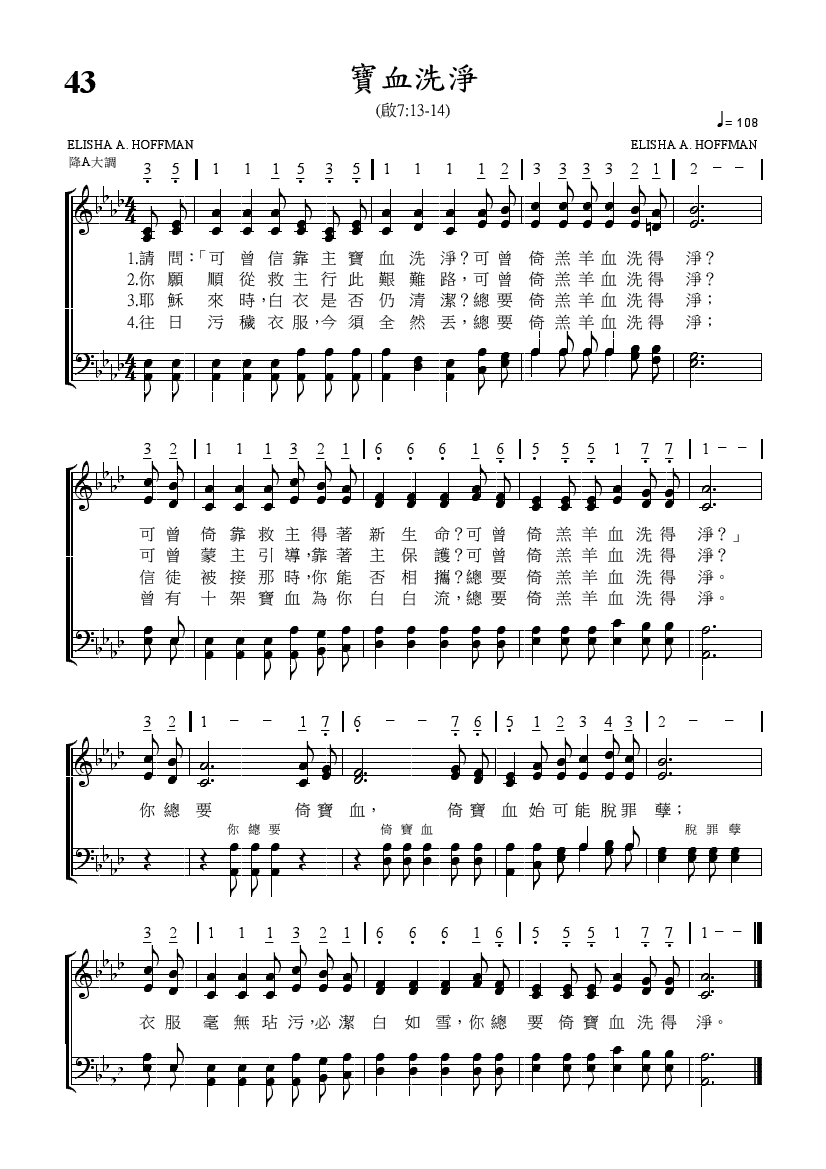 43
寶血洗淨
(啟7:13-14)
♩= 108
ELISHA A. HOFFMAN ELISHA A. HOFFMAN
降A大調
3 5 | 1 1 1 5 3 5 | 1 1 1 1 2 | 3 3 3 3 2 1 | 2 – – |
1.請問：「可曾信靠主寶血洗淨？可曾倚羔羊血洗得淨？
2.你願順從救主行此艱難路，可曾倚羔羊血洗得淨？
3.耶穌來時，白衣是否仍清潔？總要倚羔羊血洗得淨；
4.往日污穢衣服，今須全然丟，總要倚羔羊血洗得淨；
3 2 | 1 1 1 3 2 1 | 6 6 6 1 6 | 5 5 5 1 7 7 | 1 – – |
可曾倚靠救主得著新生命？可曾倚羔羊血洗得淨？」
可曾蒙主引導，靠著主保護？可曾倚羔羊血洗得淨？
信徒被接那時，你能否相攜？總要倚羔羊血洗得淨。
曾有十架寶血為你白白流，總要倚羔羊血洗得淨。
3 2 | 1 – – 1 7 | 6 – – 7 6 | 5 1 2 3 4 3 | 2 – – |
你總要倚寶血，倚寶血始可能脫罪孽；
你總要 倚寶血 脫罪孽
3 2 | 1 1 1 3 2 1 | 6 6 6 1 6 | 5 5 5 1 7 7 | 1 – – ‖
衣服毫無玷污，必潔白如雪，你總要倚寶血洗得淨。